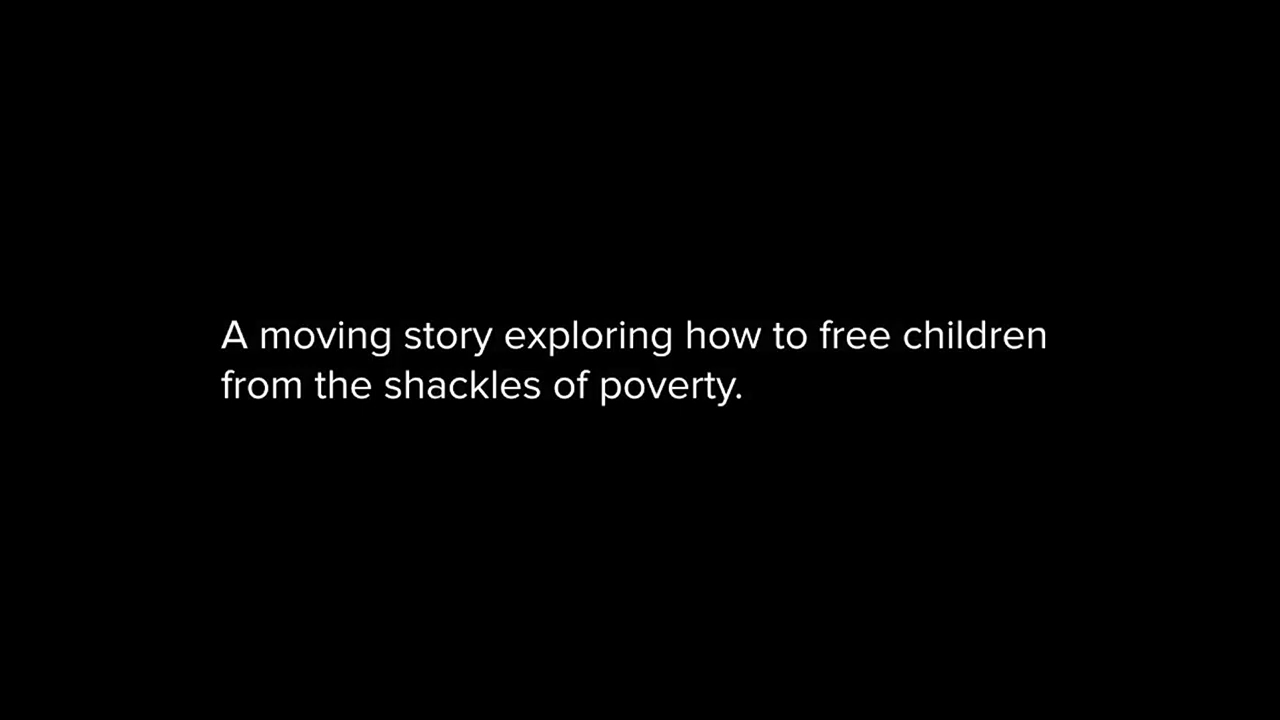 A moving story exploring how to free children
from the shackles of poverty.